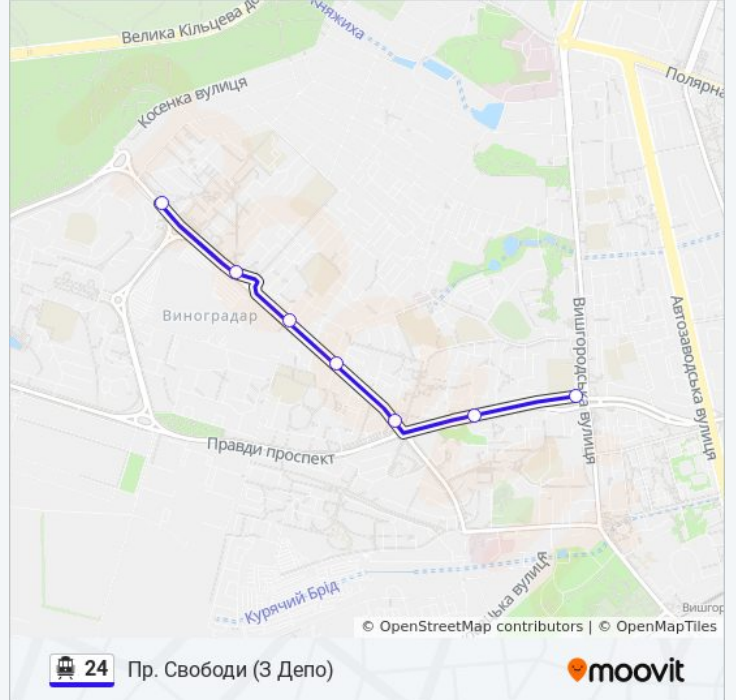 Велика Кільцева до
Княжиха
Косенка вулиця
Полярна
Виноградар
Вишгородська вулиця
Автозаводська вулиця
Правди проспект
Курячий Брід
вулиця
Вишгор
© OpenStreetMap contributors | © OpenMapTiles
24 Пр. Свободи (З Депо)
moovit